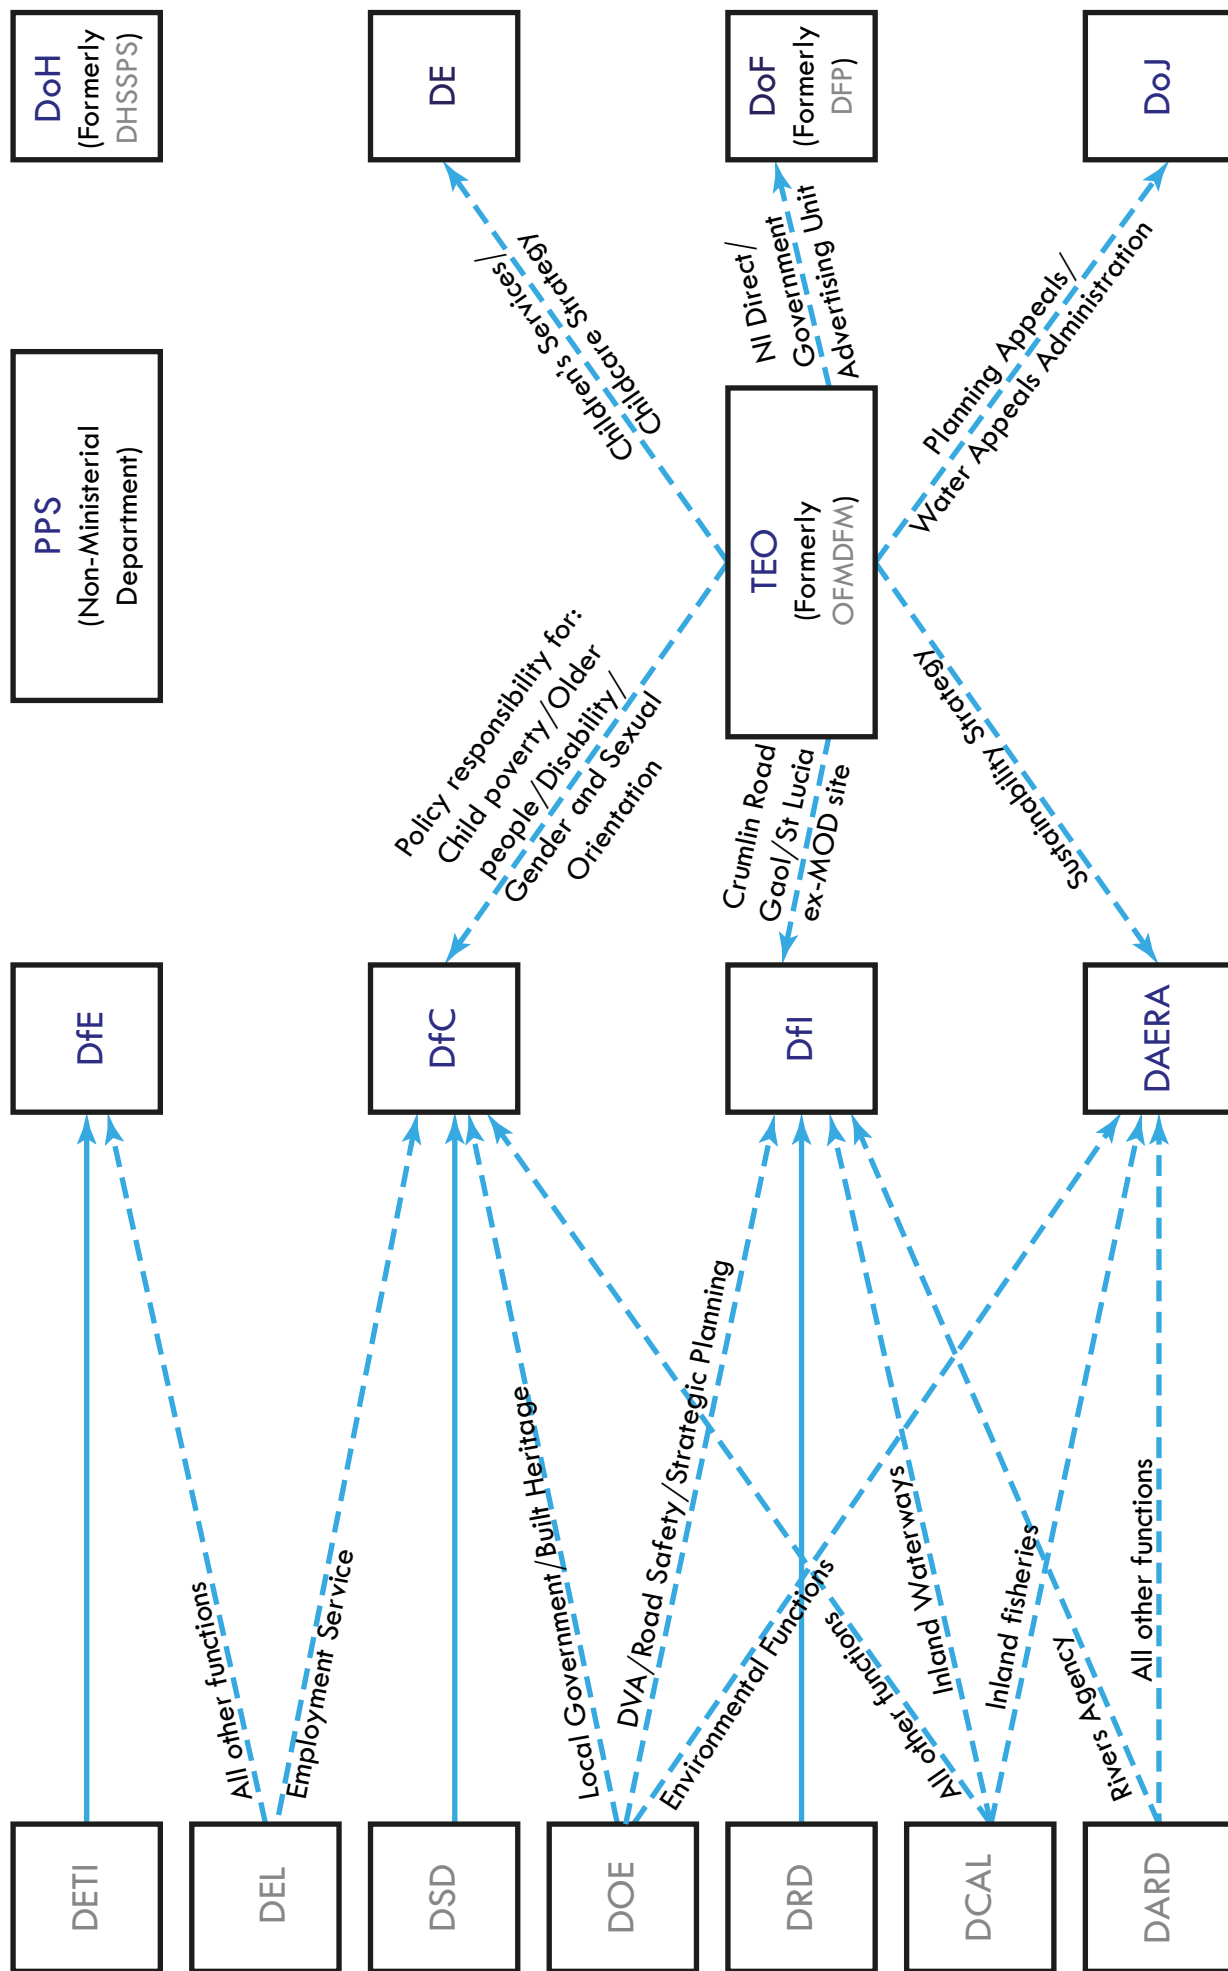 DETI
DEL
DSD
DOE
DRD
DCAL
DARD
All other functions
Employment Service
Local Government/Built Heritage
DVA/Road Safety/Strategic Planning
Environmental Functions
All other functions
Inland Waterways
Inland fisheries
Rivers Agency
All other functions
DfE
DfC
DfI
DAERA
Policy responsibility for:
Child poverty/Older
people/Disability/
Gender and Sexual
Orientation
Crumlin Road
Gaol/St Lucia
ex-MOD site
Sustainability Strategy
PPS
(Non-Ministerial
Department)
TEO
(Formerly
OFMDFM)
Children's Services/
Childcare Strategy
NI Direct/
Government
Advertising Unit
Planning Appeals/
Water Appeals Administration
DoH
(Formerly
DHSSPS)
DE
DoF
(Formerly
DFP)
DoJ